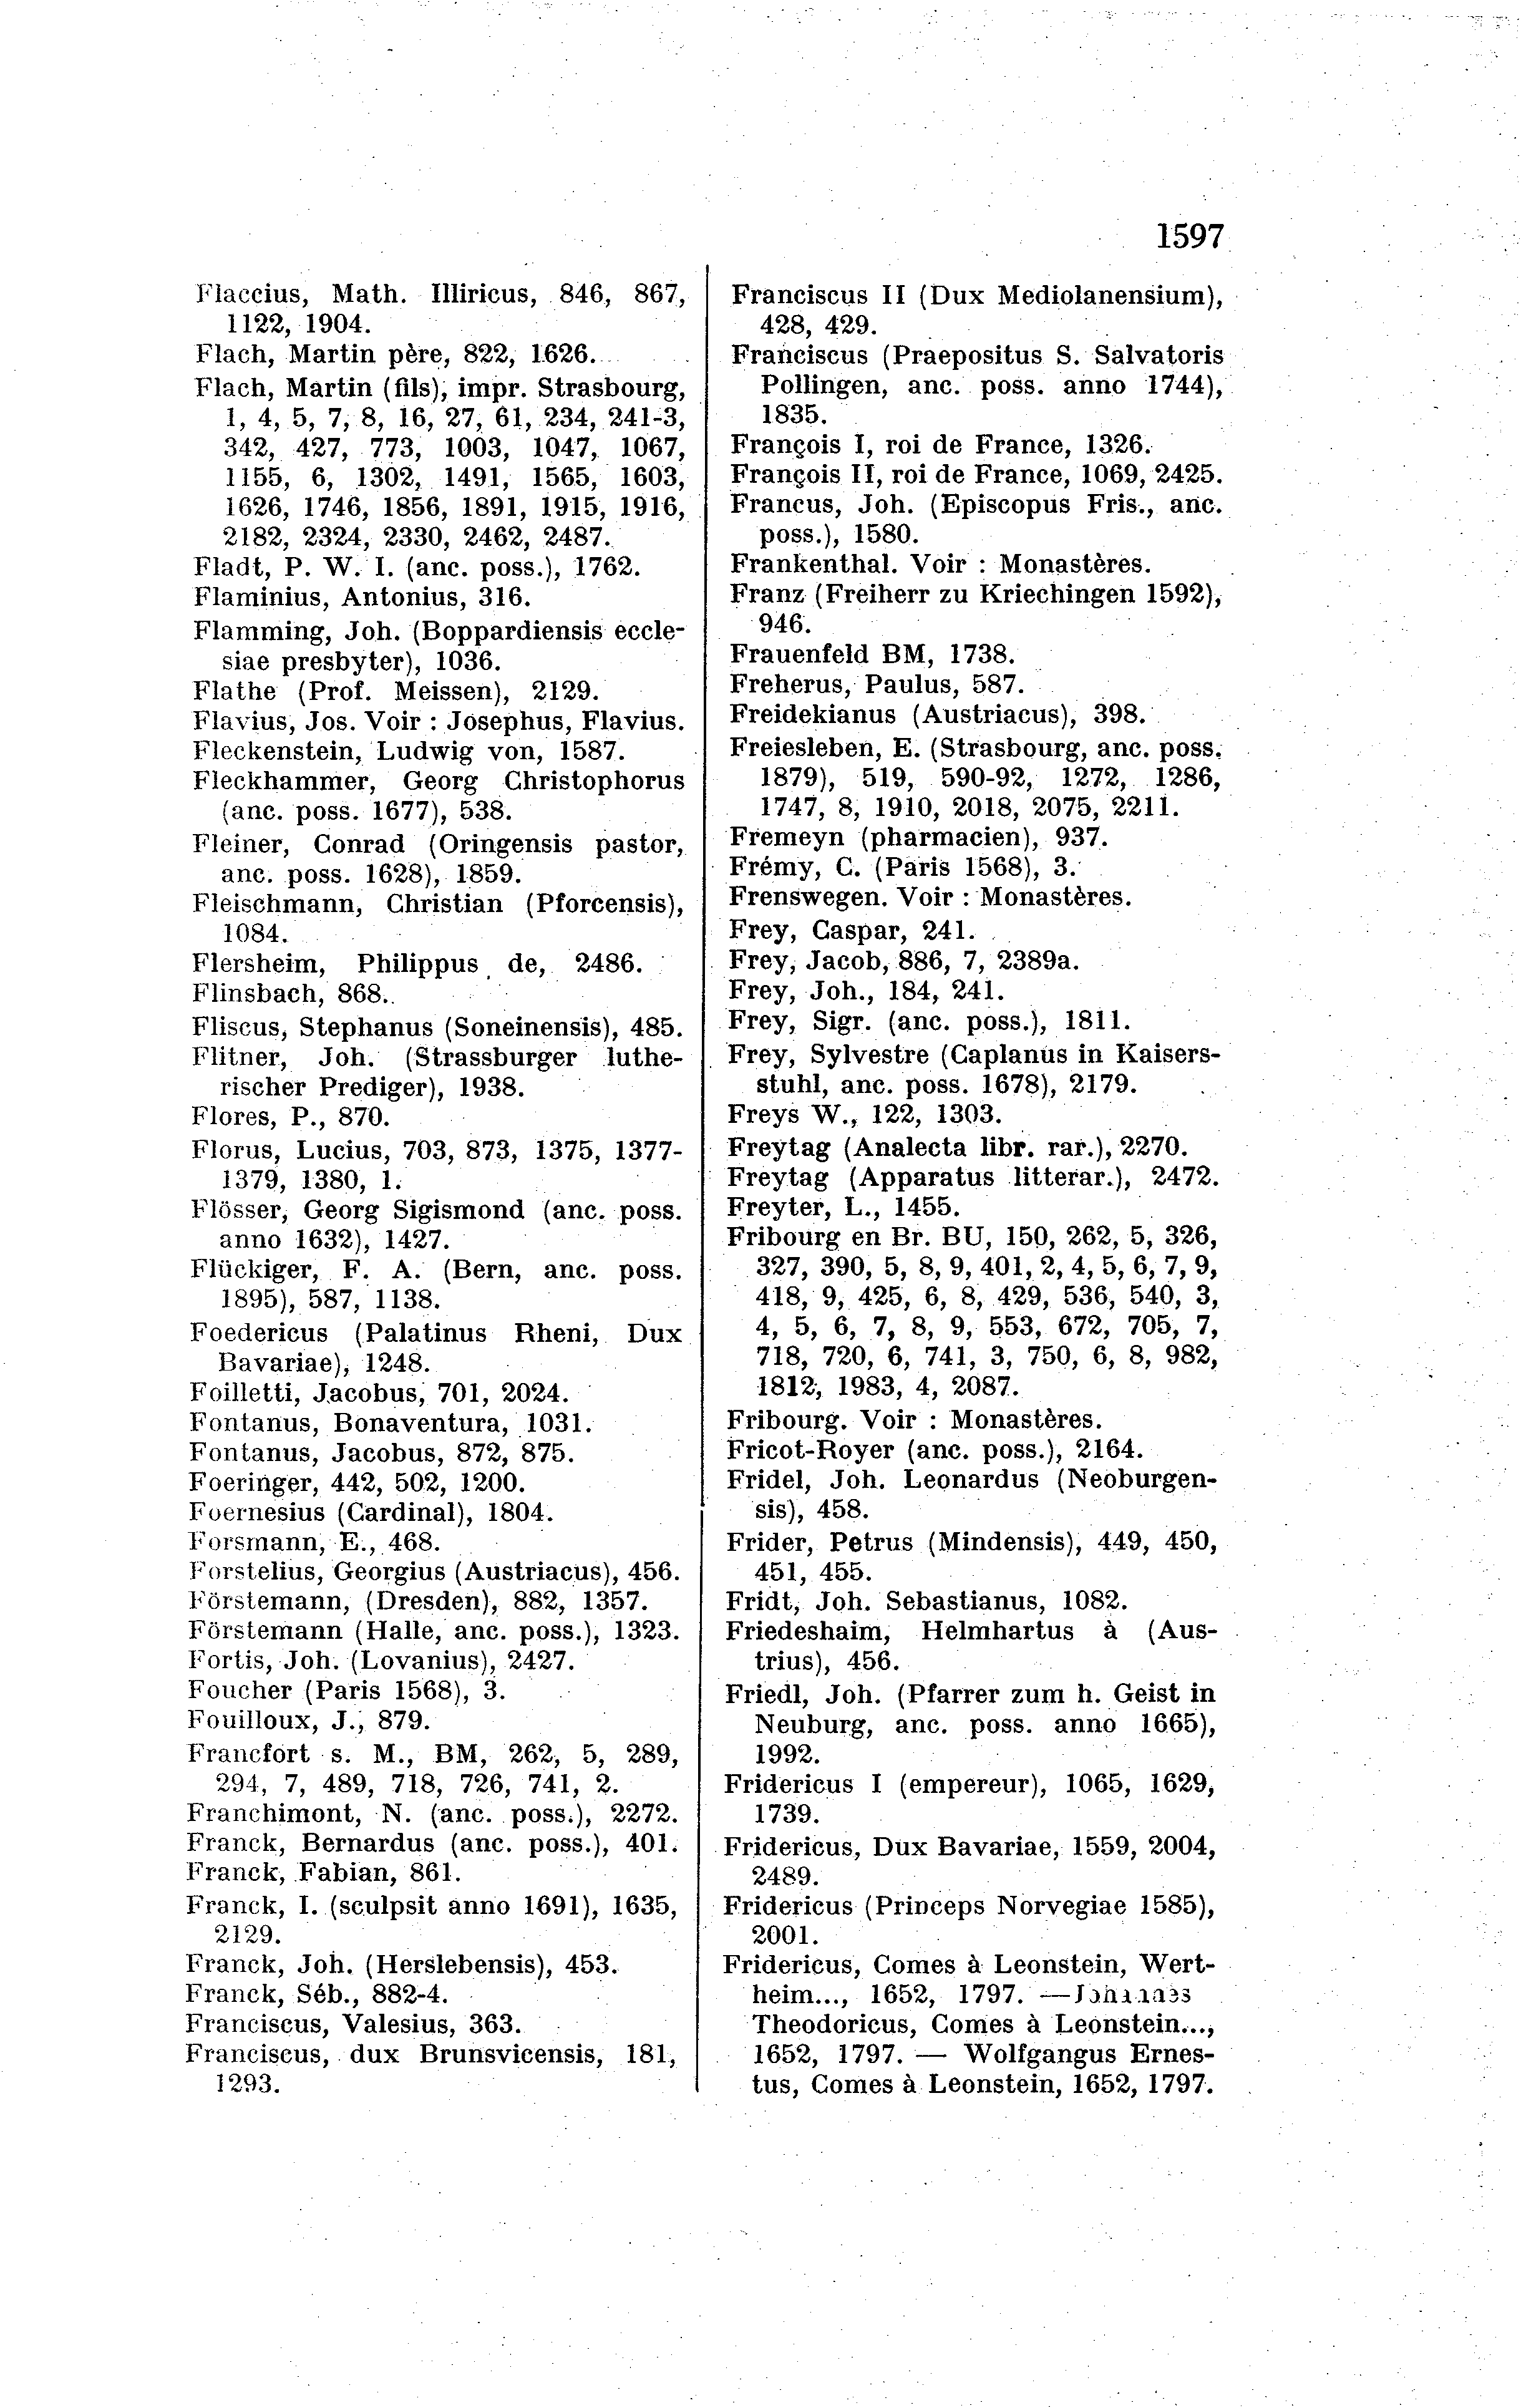 1597
Flaccius, Math. Illiricus, 846, 867,
1122, 1904.
Flach, Martin père, 822, 1626.
Flach, Martin (fils), impr. Strasbourg,
1, 4, 5, 7, 8, 16, 27, 61, 234, 241-3,
342, 427, 773, 1003, 1047, 1067,
1155, 6, 1302, 1491, 1565, 1603,
1626, 1746, 1856, 1891, 1915, 1916,
2182, 2324, 2330, 2462, 2487.
Fladt, P. W. I. (anc. poss.), 1762.
Flaminius, Antonius, 316.
Flamming, Joh. (Boppardiensis eccle-
siae presbyter), 1036.
Flathe (Prof. Meissen), 2129.
Flavius, Jos. Voir : Josephus, Flavius.
Fleckenstein, Ludwig von, 1587.
Fleckhammer, Georg Christophorus
(anc. poss. 1677), 538.
Fleiner, Conrad (Oringensis pastor,
anc. poss. 1628), 1859.
Fleischmann, Christian (Pforcensis),
1084.
Flersheim, Philippus de, 2486.
Flinsbach, 868.
Fliscus, Stephanus (Soneinensis), 485.
Flitner, Joh. (Strassburger luthe-
rischer Prediger), 1938.
Flores, P., 870.
Florus, Lucius, 703, 873, 1375, 1377-
1379, 1380, 1.
Flösser, Georg Sigismond (anc. poss.
anno 1632), 1427.
Flückiger, F. A. (Bern, anc. poss.
1895), 587, 1138.
Foedericus (Palatinus Rheni, Dux
Bavariae), 1248.
Foilletti, Jacobus, 701, 2024.
Fontanus, Bonaventura, 1031.
Fontanus, Jacobus, 872, 875.
Foeringer, 442, 502, 1200.
Foernesius (Cardinal), 1804.
Forsmann, E., 468.
Forstelius, Georgius (Austriacus), 456.
Förstemann, (Dresden), 882, 1357.
Förstemann (Halle, anc. poss.), 1323.
Fortis, Joh. (Lovanius), 2427.
Foucher (Paris 1568), 3.
Fouilloux, J., 879.
Francfort s. M., BM, 262, 5, 289,
294, 7, 489, 718, 726, 741, 2.
Franchimont, N. (anc. poss.), 2272.
Franck, Bernardus (anc. poss.), 401.
Franck, Fabian, 861.
Franck, I. (sculpsit anno 1691), 1635,
2129.
Franck, Joh. (Herslebensis), 453.
Franck, Séb., 882-4.
Franciscus, Valesius, 363.
Franciscus, dux Brunsvicensis, 181,
1293.
Franciscus II (Dux Mediolanensium),
428, 429.
Franciscus (Praepositus S. Salvatoris
Pollingen, anc. poss. anno 1744),
1835.
François I, roi de France, 1326.
François II, roi de France, 1069, 2425.
Francus, Joh. (Episcopus Fris., anc.
poss.), 1580.
Frankenthal. Voir : Monastères.
Franz (Freiherr zu Kriechingen 1592),
946.
Frauenfeld BM, 1738.
Freherus, Paulus, 587.
Freidekianus (Austriacus), 398.
Freiesleben, E. (Strasbourg, anc. poss.
1879), 519, 590-92, 1272, 1286,
1747, 8, 1910, 2018, 2075, 2211.
Fremeyn (pharmacien), 937.
Frémy, C. (Paris 1568), 3.
Frenswegen. Voir : Monastères.
Frey, Caspar, 241.
Frey, Jacob, 886, 7, 2389a.
Frey, Joh., 184, 241.
Frey, Sigr. (anc. poss.), 1811.
Frey, Sylvestre (Caplanus in Kaisers-
stuhl, anc. poss. 1678), 2179.
Freys W., 122, 1303.
Freytag (Analecta libr. rar.), 2270.
Freytag (Apparatus litterar.), 2472.
Freyter, L., 1455.
Fribourg en Br. BU, 150, 262, 5, 326,
327, 390, 5, 8, 9, 401, 2, 4, 5, 6, 7, 9,
418, 9, 425, 6, 8, 429, 536, 540, 3,
4, 5, 6, 7, 8, 9, 553, 672, 705, 7,
718, 720, 6, 741, 3, 750, 6, 8, 982,
1812, 1983, 4, 2087.
Fribourg. Voir : Monastères.
Fricot-Royer (anc. poss.), 2164.
Fridel, Joh. Leonardus (Neoburgen-
sis), 458.
Frider, Petrus (Mindensis), 449, 450,
451, 455.
Fridt, Joh. Sebastianus, 1082.
Friedeshaim, Helmhartus à (Aus-
trius), 456.
Friedl, Joh. (Pfarrer zum h. Geist in
Neuburg, anc. poss. anno 1665),
1992.
Fridericus I (empereur), 1065, 1629,
1739.
Fridericus, Dux Bavariae, 1559, 2004,
2489.
Fridericus (Princeps Norvegiae 1585),
2001.
Fridericus, Comes à Leonstein, Wert-
heim..., 1652, 1797. —
Theodoricus, Comes à Leonstein...,
1652, 1797. — Wolfgangus Ernes-
tus, Comes à Leonstein, 1652, 1797.